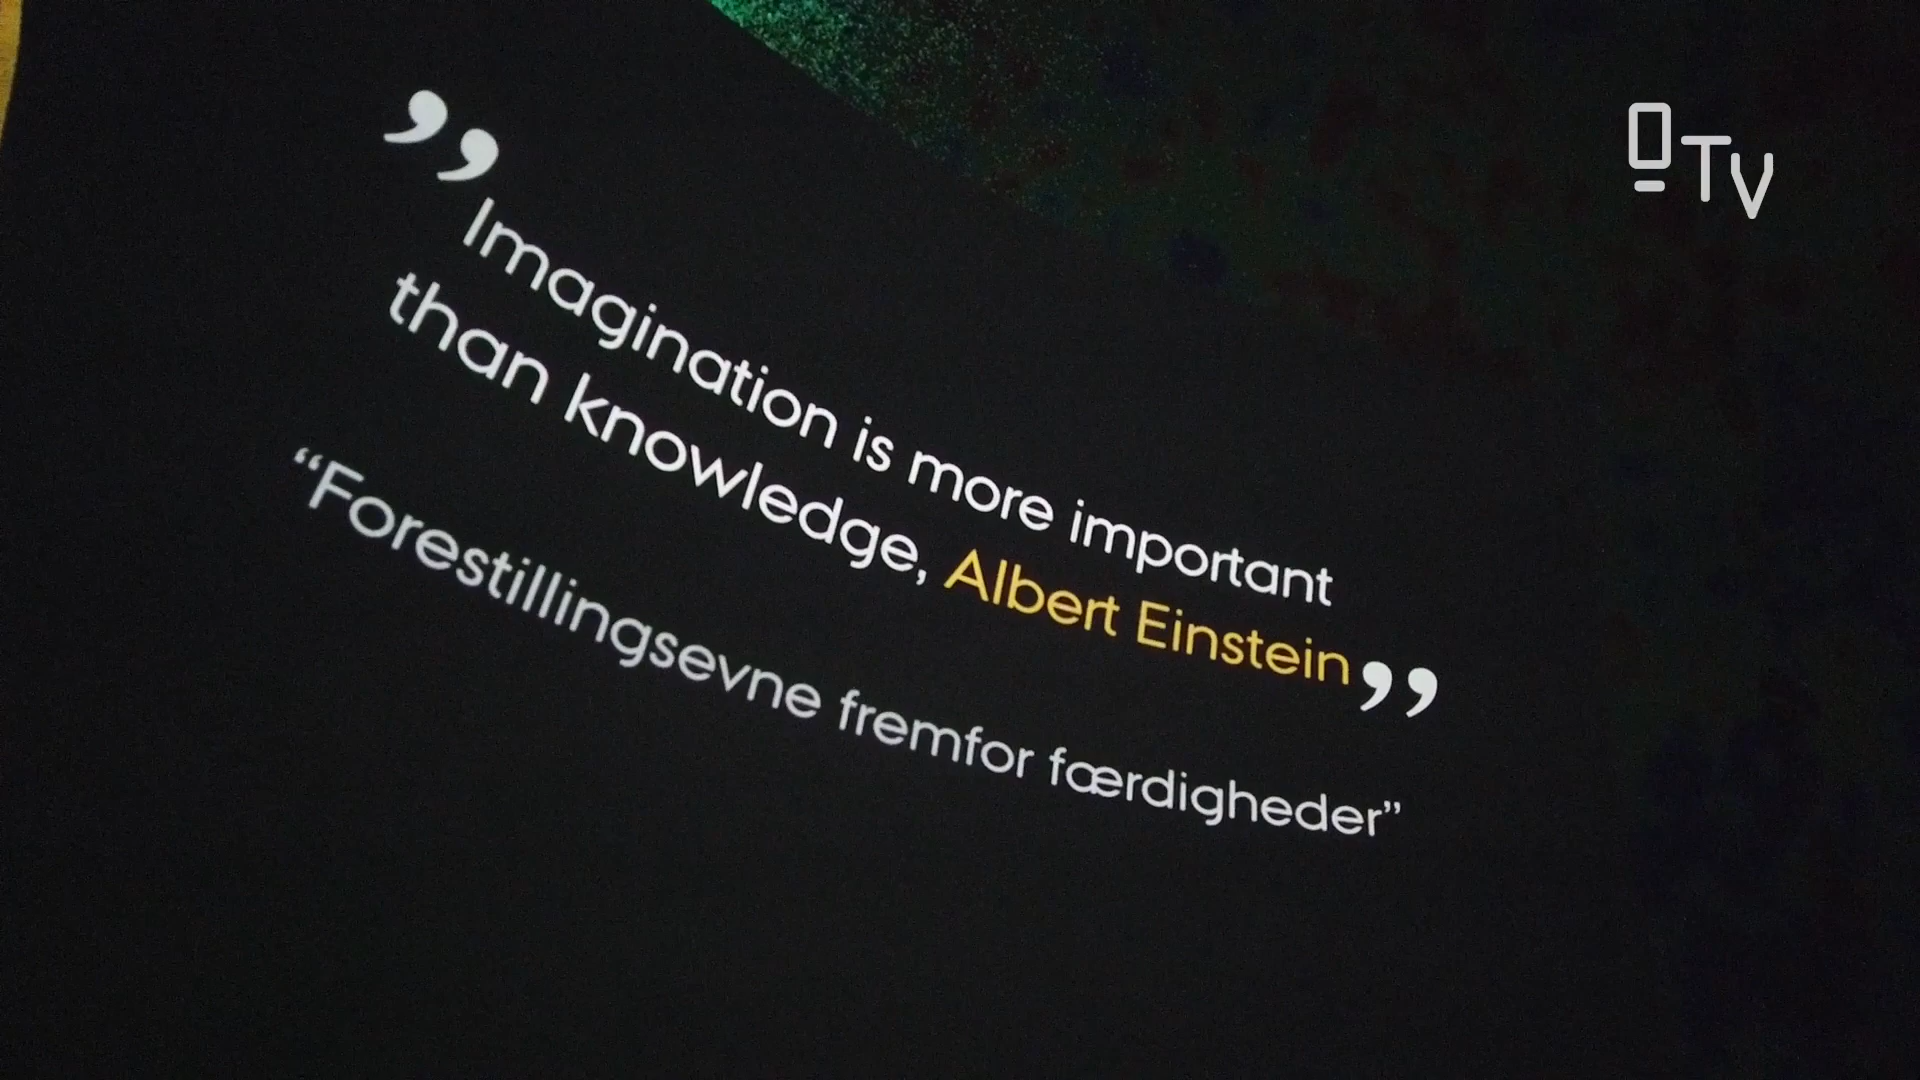 ”Imagination is more important
than knowledge, Albert Einstein”
“Forestillingsevne fremfor færdigheder”
TV